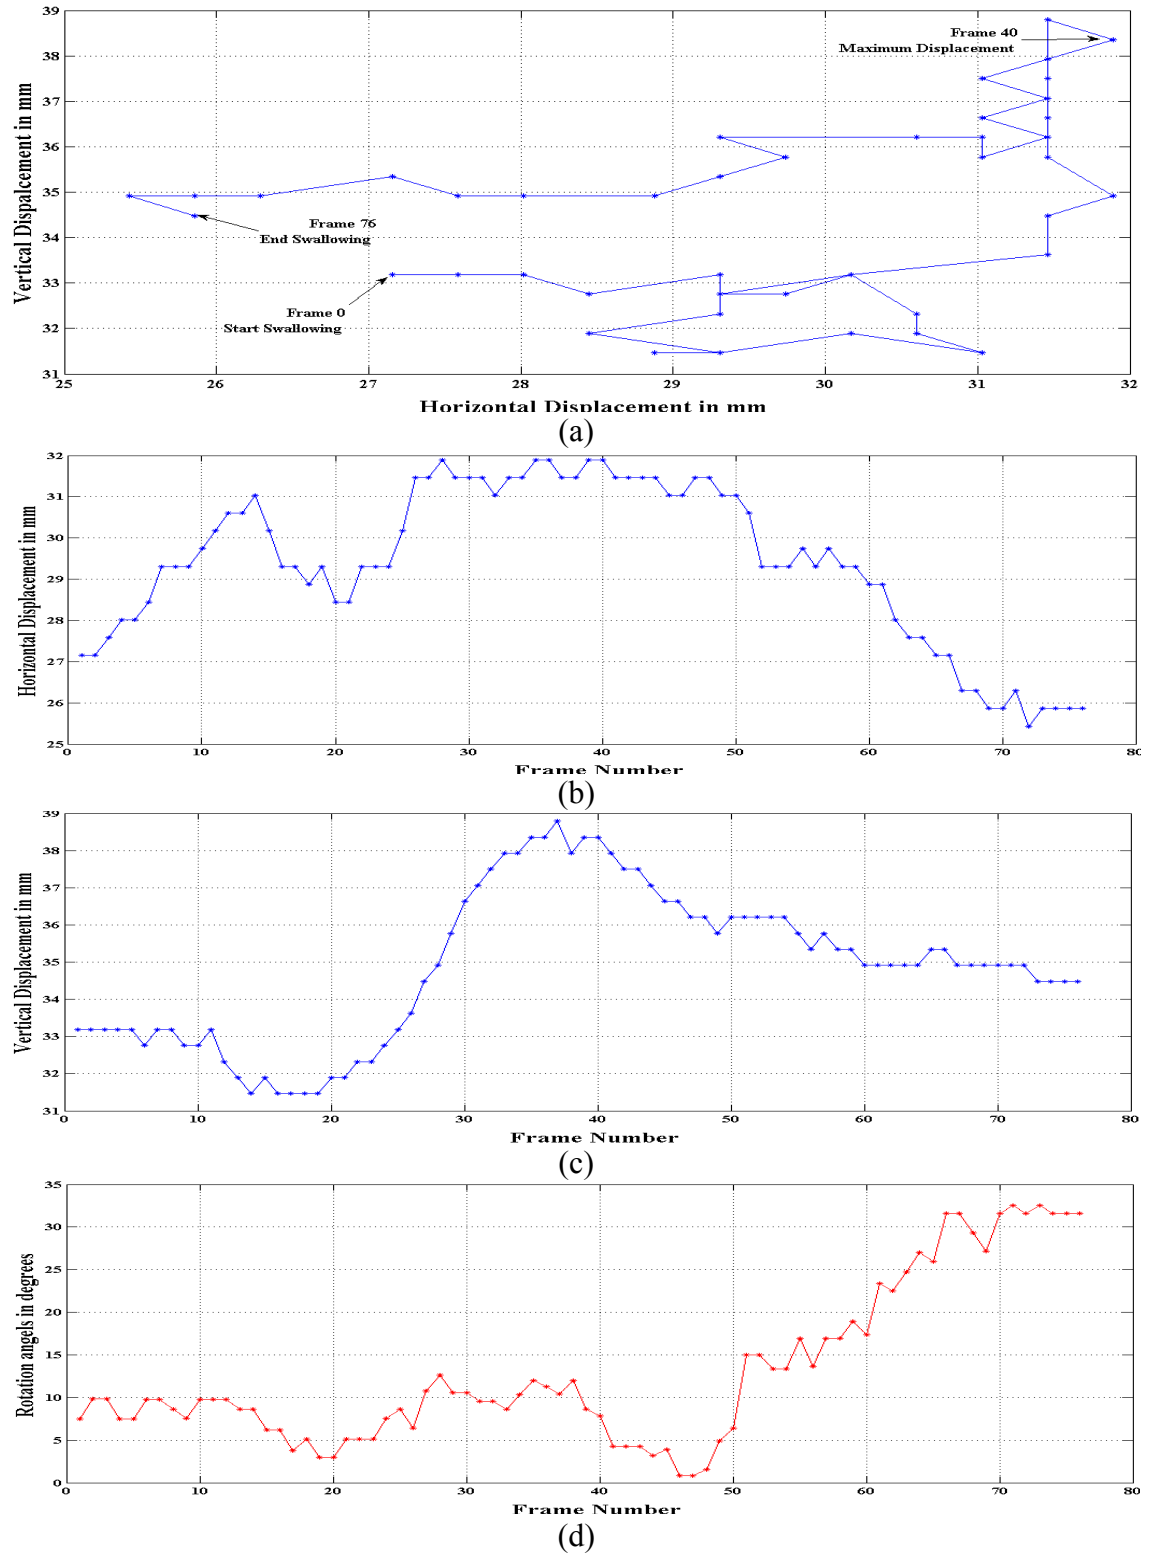 39
38
37
36
35
34
33
32
31
Vertical Dispalcement in mm
Frame 40
Maximum Displacement
Frame 76
End Swallowing
Frame 0
Start Swallowing
25 26 27 28 29 30 31 32
Horizontal Displacement in mm
(a)
32
31
30
29
28
27
26
25
Horizontal Displacement in mm
0 10 20 30 40 50 60 70 80
Frame Number
(b)
39
38
37
36
35
34
33
32
31
Vertical Displacement in mm
0 10 20 30 40 50 60 70 80
Frame Number
(c)
35
30
25
20
15
10
5
0
Rotation angels in degrees
0 10 20 30 40 50 60 70 80
Frame Number
(d)